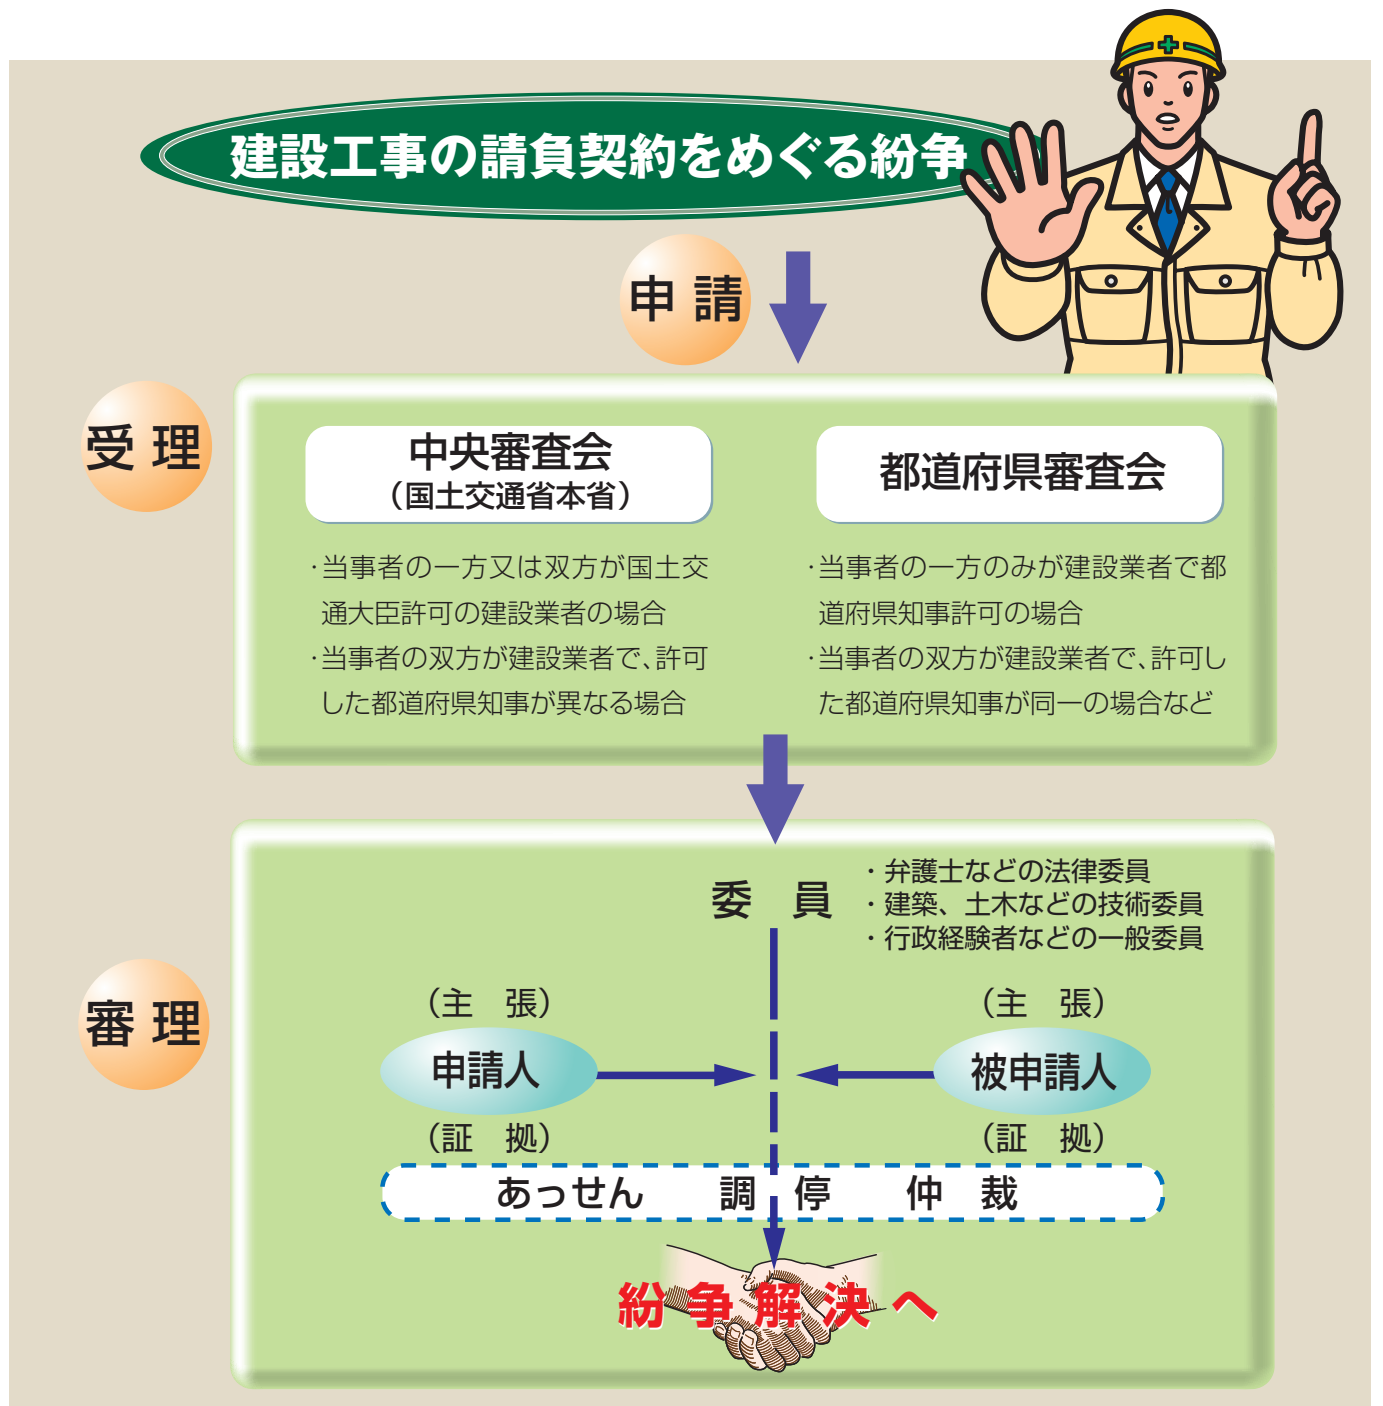 建設工事の請負契約をめぐる紛争
申 請
受 理
中央審査会
（国土交通省本省）
・当事者の一方又は双方が国土交
通大臣許可の建設業者の場合
・当事者の双方が建設業者で、許可
した都道府県知事が異なる場合
都道府県審査会
・当事者の一方のみが建設業者で都
道府県知事許可の場合
・当事者の双方が建設業者で、許可し
た都道府県知事が同一の場合など
審 理
委　員
・弁護士などの法律委員
・建築、土木などの技術委員
・行政経験者などの一般委員
（主　張）
申請人
（証　拠）
（主　張）
被申請人
（証　拠）
あっせん　　調　停　　仲　裁
紛 争 解 決 へ